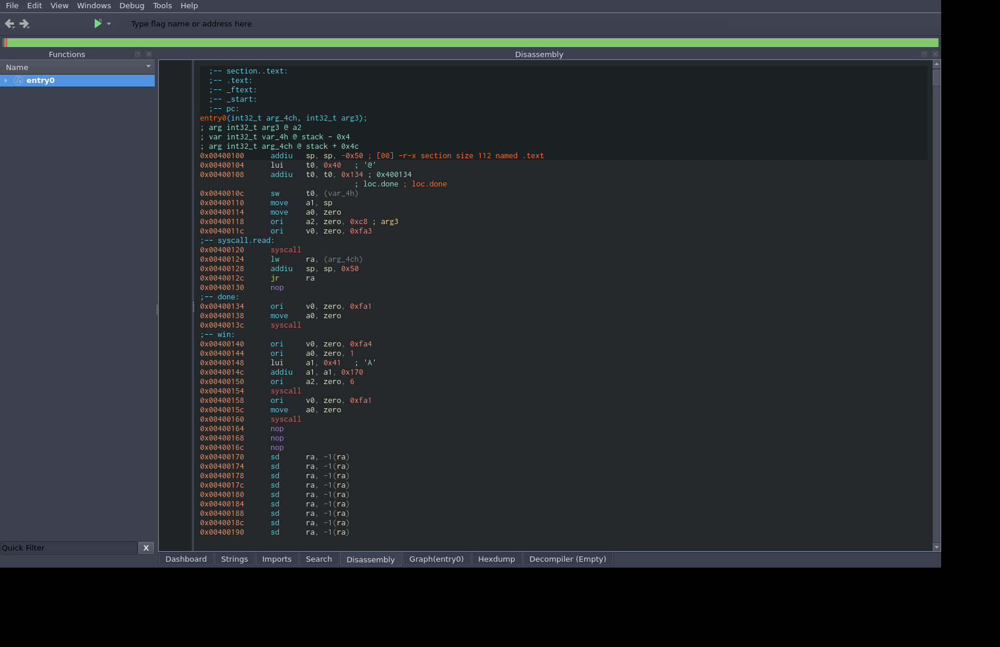 File Edit View Windows Debug Tools Help
Type flag name or address here
Functions
Disassembly
Name
entry0
;-- section..text:
;-- .text:
;-- _ftext:
;-- _start:
;-- pc:
entry0(int32_t arg_4ch, int32_t arg3);
; arg int32_t arg3 @ a2
; var int32_t var_4h @ stack - 0x4
; arg int32_t arg_4ch @ stack + 0x4c
0x00400100 addiu sp, sp, -0x50 ; [00] -r-x section size 112 named .text
0x00400104 lui t0, 0x40 ; '@'
0x00400108 addiu t0, t0, 0x134 ; 0x400134
; loc.done ; loc.done
0x0040010c sw t0, (var_4h)
0x00400110 move a1, sp
0x00400114 move a0, zero
0x00400118 ori a2, zero, 0xc8 ; arg3
0x0040011c ori v0, zero, 0xfa3
;-- syscall.read:
0x00400120 syscall
0x00400124 lw ra, (arg_4ch)
0x00400128 addiu sp, sp, 0x50
0x0040012c jr ra
0x00400130 nop
;-- done:
0x00400134 ori v0, zero, 0xfa1
0x00400138 move a0, zero
0x0040013c syscall
;-- win:
0x00400140 ori v0, zero, 0xfa4
0x00400144 ori a0, zero, 1
0x00400148 lui a1, 0x41 ; 'A'
0x0040014c addiu a1, a1, 0x170
0x00400150 ori a2, zero, 6
0x00400154 syscall
0x00400158 ori v0, zero, 0xfa1
0x0040015c move a0, zero
0x00400160 syscall
0x00400164 nop
0x00400168 nop
0x0040016c nop
0x00400170 sd ra, -1(ra)
0x00400174 sd ra, -1(ra)
0x00400178 sd ra, -1(ra)
0x0040017c sd ra, -1(ra)
0x00400180 sd ra, -1(ra)
0x00400184 sd ra, -1(ra)
0x00400188 sd ra, -1(ra)
0x0040018c sd ra, -1(ra)
0x00400190 sd ra, -1(ra)
Quick Filter X
Dashboard Strings Imports Search Disassembly Graph(entry0) Hexdump Decompiler (Empty)